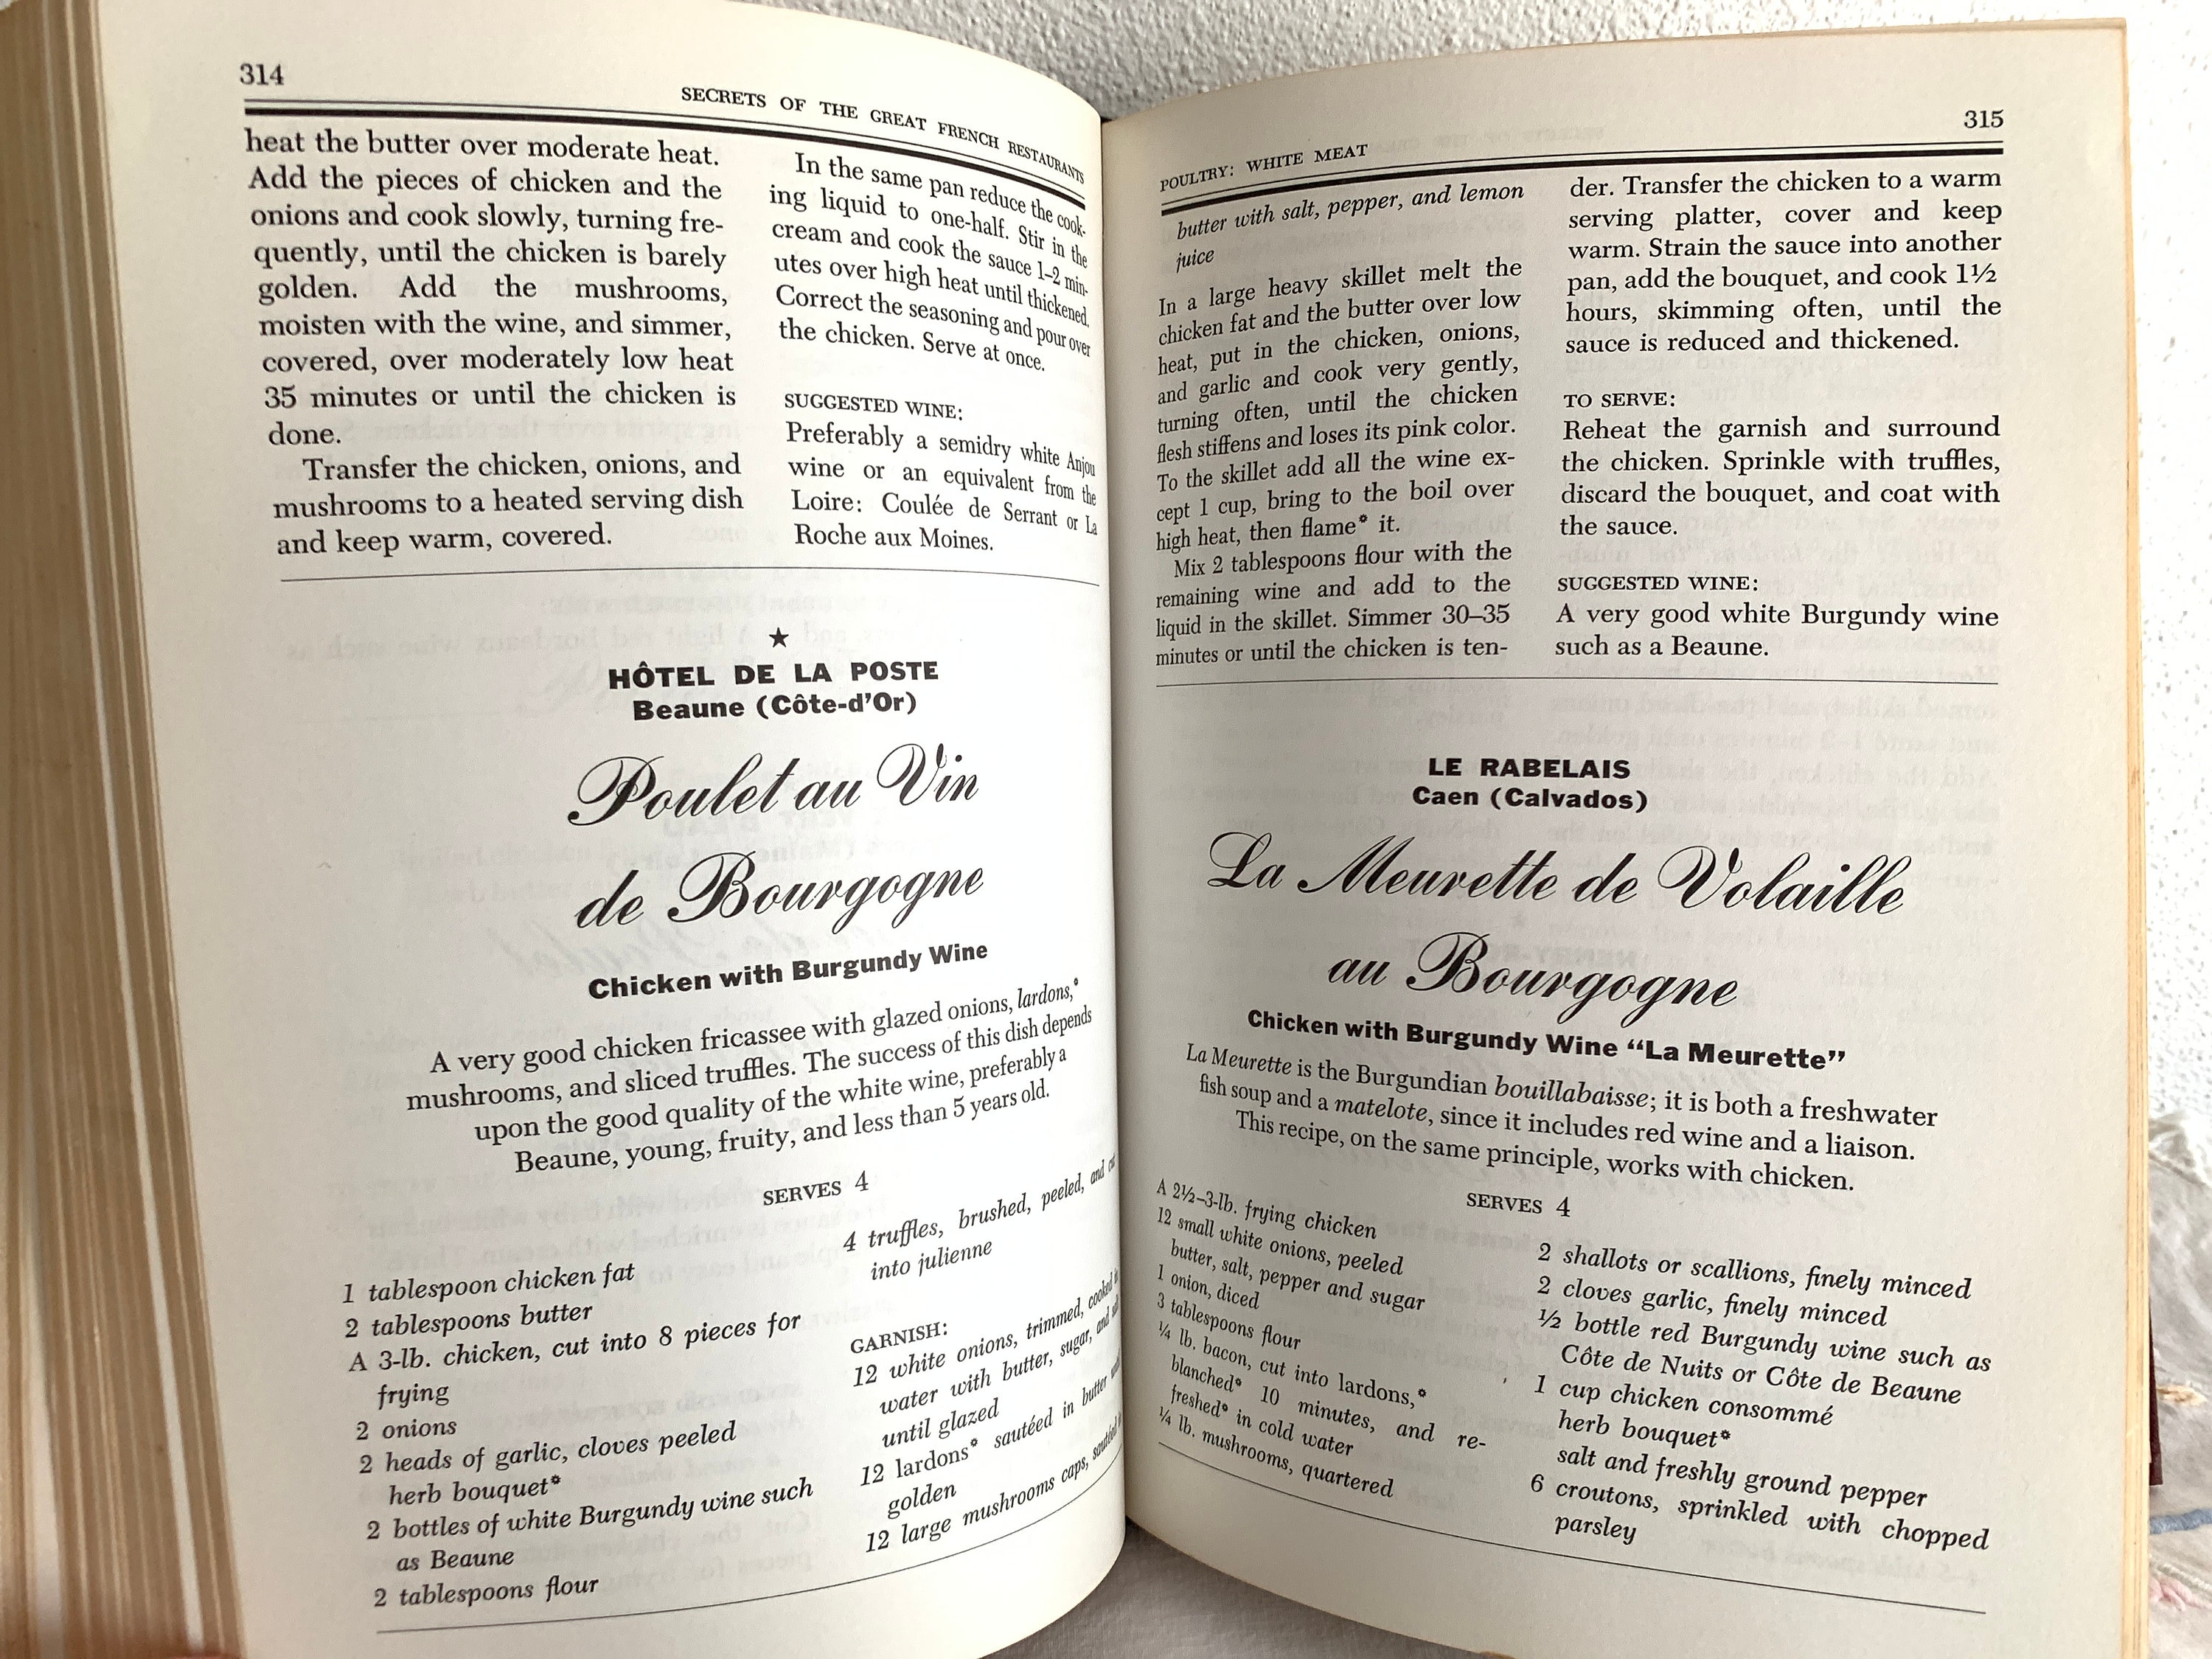 314
SECRETS OF THE GREAT FRENCH RESTAURANTS
heat the butter over moderate heat.
Add the pieces of chicken and the
onions and cook slowly, turning fre-
quently, until the chicken is barely
golden. Add the mushrooms,
moisten with the wine, and simmer,
covered, over moderately low heat
35 minutes or until the chicken is
done.
Transfer the chicken, onions, and
mushrooms to a heated serving dish
and keep warm, covered.
In the same pan reduce the cook-
ing liquid to one-half. Stir in the
cream and cook the sauce 1–2 min-
utes over high heat until thickened.
Correct the seasoning and pour over
the chicken. Serve at once.
SUGGESTED WINE:
Preferably a semidry white Anjou
wine or an equivalent from the
Loire: Coulée de Serrant or La
Roche aux Moines.
★
HÔTEL DE LA POSTE
Beaune (Côte-d'Or)
Poulet au Vin
de Bourgogne
Chicken with Burgundy Wine
A very good chicken fricassee with glazed onions, lardons,*
mushrooms, and sliced truffles. The success of this dish depends
upon the good quality of the white wine, preferably a
Beaune, young, fruity, and less than 5 years old.
SERVES 4
1 tablespoon chicken fat
2 tablespoons butter
A 3-lb. chicken, cut into 8 pieces for
frying
2 onions
2 heads of garlic, cloves peeled
herb bouquet*
2 bottles of white Burgundy wine such
as Beaune
2 tablespoons flour
4 truffles, brushed, peeled, and cut
into julienne
GARNISH:
12 white onions, trimmed, cooked in
water with butter, sugar, and salt
until glazed
12 lardons* sautéed in butter until
golden
12 large mushrooms caps, sautéed in
315
POULTRY: WHITE MEAT
butter with salt, pepper, and lemon
juice
In a large heavy skillet melt the
chicken fat and the butter over low
heat, put in the chicken, onions,
and garlic and cook very gently,
turning often, until the chicken
flesh stiffens and loses its pink color.
To the skillet add all the wine ex-
cept 1 cup, bring to the boil over
high heat, then flame* it.
Mix 2 tablespoons flour with the
remaining wine and add to the
liquid in the skillet. Simmer 30–35
minutes or until the chicken is ten-
der. Transfer the chicken to a warm
serving platter, cover and keep
warm. Strain the sauce into another
pan, add the bouquet, and cook 1½
hours, skimming often, until the
sauce is reduced and thickened.
TO SERVE:
Reheat the garnish and surround
the chicken. Sprinkle with truffles,
discard the bouquet, and coat with
the sauce.
SUGGESTED WINE:
A very good white Burgundy wine
such as a Beaune.
LE RABELAIS
Caen (Calvados)
La Meurette de Volaille
au Bourgogne
Chicken with Burgundy Wine “La Meurette”
La Meurette is the Burgundian bouillabaisse; it is both a freshwater
fish soup and a matelote, since it includes red wine and a liaison.
This recipe, on the same principle, works with chicken.
SERVES 4
A 2½–3-lb. frying chicken
12 small white onions, peeled
butter, salt, pepper and sugar
1 onion, diced
3 tablespoons flour
¼ lb. bacon, cut into lardons,*
blanched* 10 minutes, and re-
freshed* in cold water
¼ lb. mushrooms, quartered
2 shallots or scallions, finely minced
2 cloves garlic, finely minced
½ bottle red Burgundy wine such as
Côte de Nuits or Côte de Beaune
1 cup chicken consommé
herb bouquet*
salt and freshly ground pepper
6 croutons, sprinkled with chopped
parsley